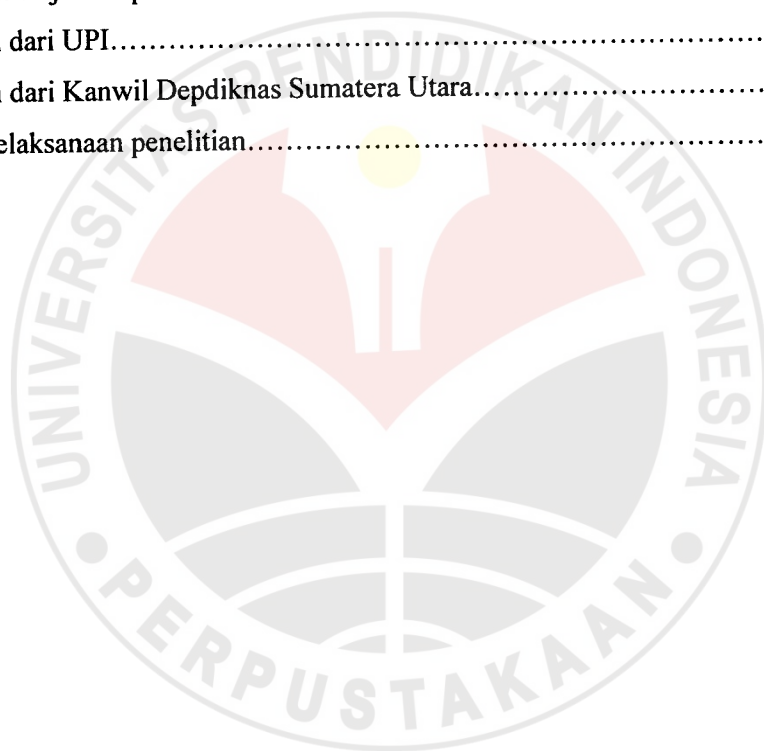 dari UPI........................................................................
dari Kanwil Depdiknas Sumatera Utara..............................
elaksanaan penelitian.........................................................
UNIVERSITAS PENDIDIKAN INDONESIA
PERPUSTAKAAN